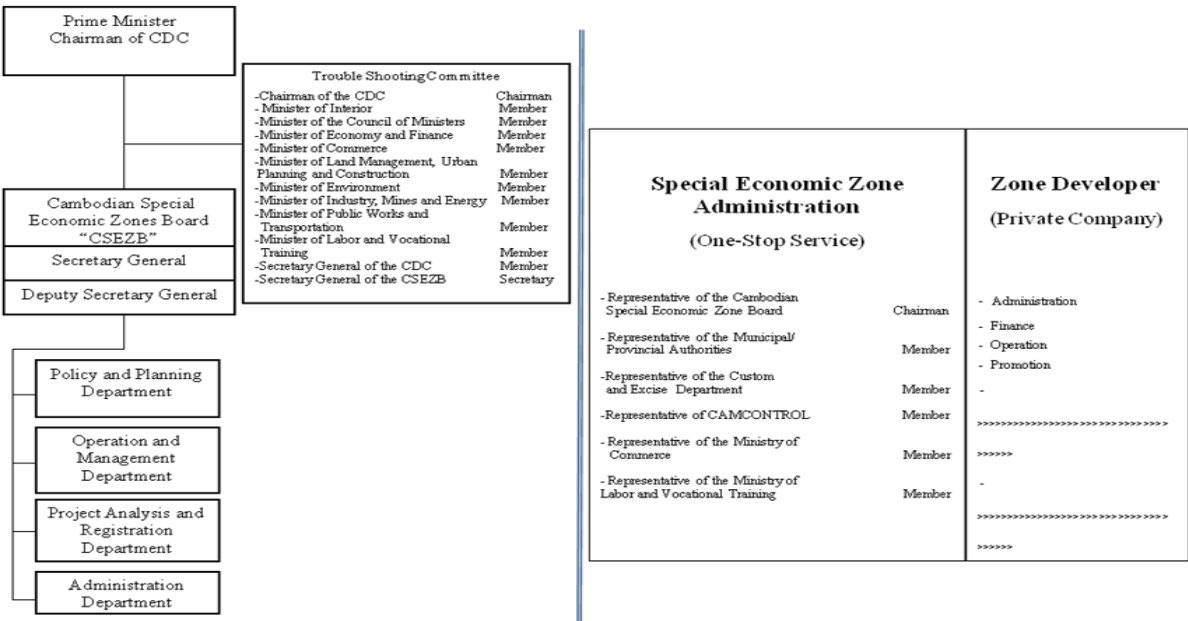 Prime Minister
Chairman of CDC
Trouble Shooting Committee
-Chairman of the CDC Chairman
- Minister of Interior Member
-Minister of the Council of Ministers Member
-Minister of Economy and Finance Member
-Minister of Commerce Member
-Minister of Land Management, Urban
Planning and Construction Member
-Minister of Environment Member
-Minister of Industry, Mines and Energy Member
-Minister of Public Works and
Transportation Member
-Minister of Labor and Vocational
Training Member
-Secretary General of the CDC Member
-Secretary General of the CSEZB Secretary
Cambodian Special
Economic Zones Board
“CSEZB”
Secretary General
Deputy Secretary General
Policy and Planning
Department
Operation and
Management
Department
Project Analysis and
Registration
Department
Administration
Department
Special Economic Zone
Administration
(One-Stop Service)
- Representative of the Cambodian
Special Economic Zone Board Chairman
- Representative of the Municipal/
Provincial Authorities Member
-Representative of the Custom
and Excise Department Member
-Representative of CAMCONTROL Member
- Representative of the Ministry of
Commerce Member
- Representative of the Ministry of
Labor and Vocational Training Member
Zone Developer
(Private Company)
- Administration
- Finance
- Operation
- Promotion
-
>>>>>>>>>>>>>>>>>>>>>>>>>>>>>>>>
>>>>>>
-
>>>>>>>>>>>>>>>>>>>>>>>>>>>>>>>>
>>>>>>